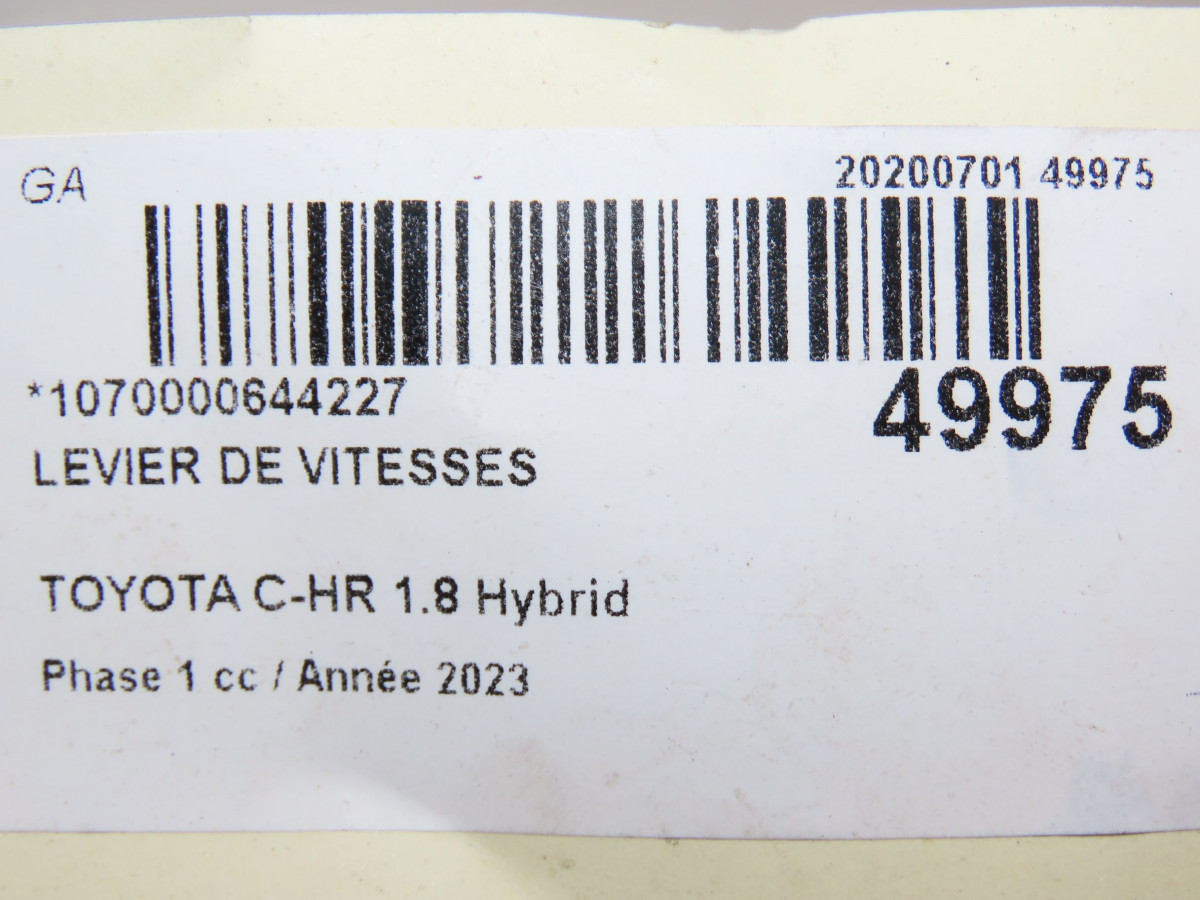 GA
20200701 49975
*1070000644227
49975
LEVIER DE VITESSES
TOYOTA C-HR 1.8 Hybrid
Phase 1 cc / Année 2023